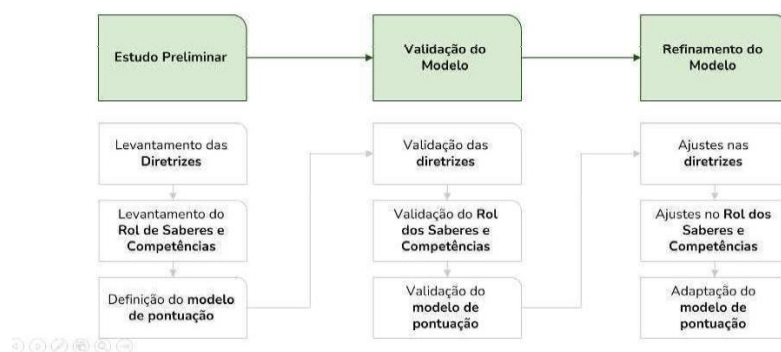 Estudo Preliminar
Validação do
Modelo
Refinamento do
Modelo
Levantamento das
Diretrizes
Validação das
diretrizes
Ajustes nas
diretrizes
Levantamento do
Rol de Saberes e
Competências
Validação do Rol
dos Saberes e
Competências
Ajustes no Rol dos
Saberes e
Competências
Definição do modelo
de pontuação
Validação do
modelo de
pontuação
Adaptação do
modelo de
pontuação